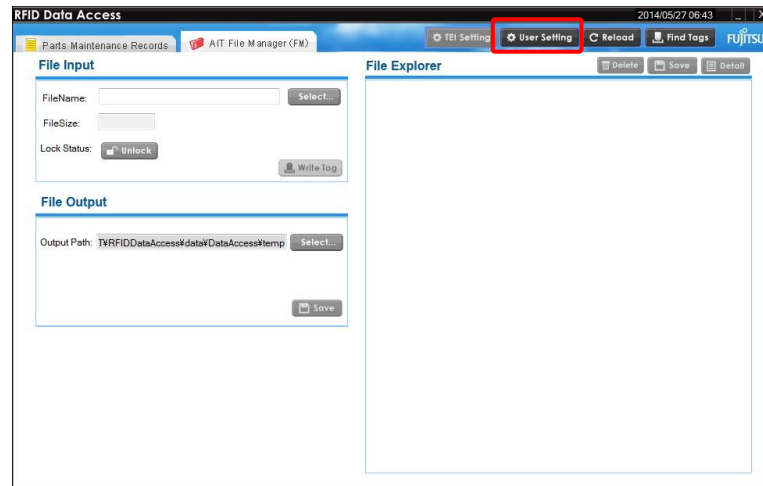 RFID Data Access 2014/05/27 06:43
Parts Maintenance Records AIT File Manager (FM) TEI Setting User Setting Reload Find Tags FUJITSU
File Input
FileName: Select...
FileSize:
Lock Status: Unlock
Write Tag
File Output
Output Path: T¥RFIDDataAccess¥data¥DataAccess¥temp Select...
Save
File Explorer Delete Save Detail